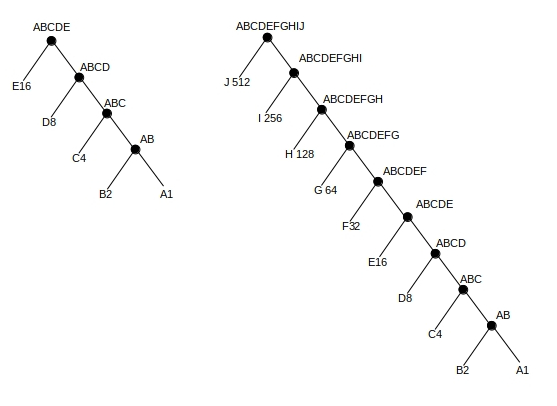 ABCDE
E16
ABCD
D8
ABC
C4
AB
B2
A1
ABCDEFGHIJ
J 512
ABCDEFGHI
I 256
ABCDEFGH
H 128
ABCDEFG
G 64
ABCDEF
F32
ABCDE
E16
ABCD
D8
ABC
C4
AB
B2
A1